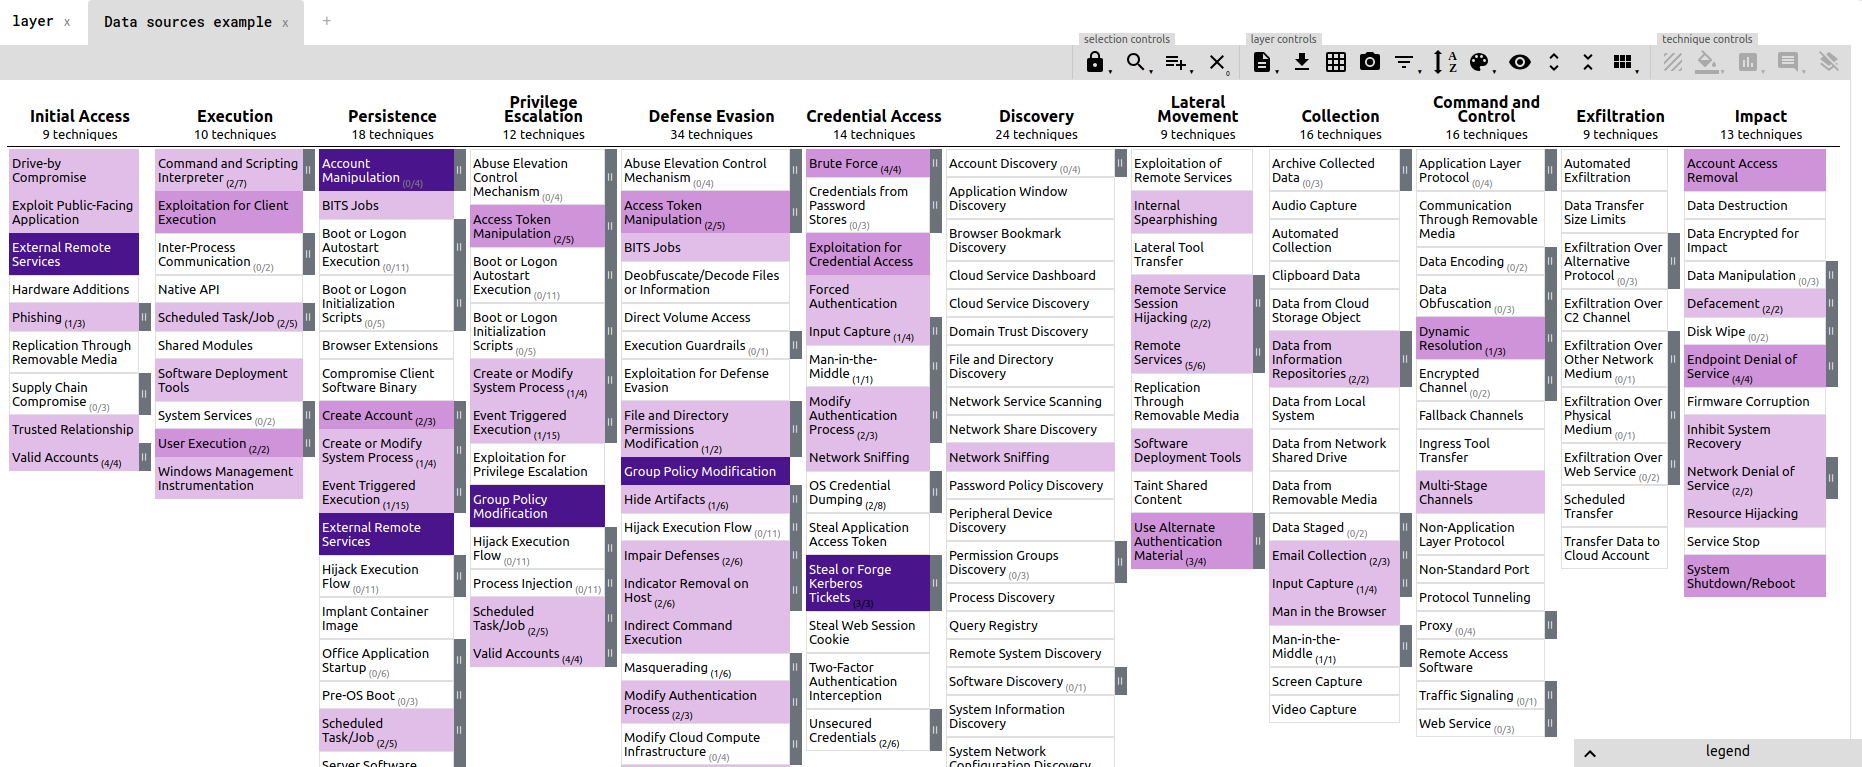 layer x
Data sources example x
+
selection controls
layer controls
technique controls
0
A
Z
Initial Access
9 techniques
Drive-by
Compromise
Exploit Public-Facing
Application
External Remote
Services
Hardware Additions
Phishing (1/3)
Replication Through
Removable Media
Supply Chain
Compromise (0/3)
Trusted Relationship
Valid Accounts (4/4)
Execution
10 techniques
Command and Scripting
Interpreter (2/7)
Exploitation for Client
Execution
Inter-Process
Communication (0/2)
Native API
Scheduled Task/Job (2/5)
Shared Modules
Software Deployment
Tools
System Services (0/2)
User Execution (2/2)
Windows Management
Instrumentation
Persistence
18 techniques
Account
Manipulation (0/4)
BITS Jobs
Boot or Logon
Autostart
Execution (0/11)
Boot or Logon
Initialization
Scripts (0/5)
Browser Extensions
Compromise Client
Software Binary
Create Account (2/3)
Create or Modify
System Process (1/4)
Event Triggered
Execution (1/15)
External Remote
Services
Hijack Execution
Flow (0/11)
Implant Container
Image
Office Application
Startup (0/6)
Pre-OS Boot (0/3)
Scheduled
Task/Job (2/5)
Server Software
Privilege
Escalation
12 techniques
Abuse Elevation
Control
Mechanism (0/4)
Access Token
Manipulation (2/5)
Boot or Logon
Autostart
Execution (0/11)
Boot or Logon
Initialization
Scripts (0/5)
Create or Modify
System Process (1/4)
Event Triggered
Execution (1/15)
Exploitation for
Privilege Escalation
Group Policy
Modification
Hijack Execution
Flow (0/11)
Process Injection (0/11)
Scheduled
Task/Job (2/5)
Valid Accounts (4/4)
Defense Evasion
34 techniques
Abuse Elevation Control
Mechanism (0/4)
Access Token
Manipulation (2/5)
BITS Jobs
Deobfuscate/Decode Files
or Information
Direct Volume Access
Execution Guardrails (0/1)
Exploitation for Defense
Evasion
File and Directory
Permissions
Modification (1/2)
Group Policy Modification
Hide Artifacts (1/6)
Hijack Execution Flow (0/11)
Impair Defenses (2/6)
Indicator Removal on
Host (2/6)
Indirect Command
Execution
Masquerading (1/6)
Modify Authentication
Process (2/3)
Modify Cloud Compute
Infrastructure (0/4)
Credential Access
14 techniques
Brute Force (4/4)
Credentials from
Password
Stores (0/3)
Exploitation for
Credential Access
Forced
Authentication
Input Capture (1/4)
Man-in-the-
Middle (1/1)
Modify
Authentication
Process (2/3)
Network Sniffing
OS Credential
Dumping (2/8)
Steal Application
Access Token
Steal or Forge
Kerberos
Tickets (3/3)
Steal Web Session
Cookie
Two-Factor
Authentication
Interception
Unsecured
Credentials (2/6)
Discovery
24 techniques
Account Discovery (0/4)
Application Window
Discovery
Browser Bookmark
Discovery
Cloud Service Dashboard
Cloud Service Discovery
Domain Trust Discovery
File and Directory
Discovery
Network Service Scanning
Network Share Discovery
Network Sniffing
Password Policy Discovery
Peripheral Device
Discovery
Permission Groups
Discovery (0/3)
Process Discovery
Query Registry
Remote System Discovery
Software Discovery (0/1)
System Information
Discovery
System Network
Configuration Discovery
Lateral
Movement
9 techniques
Exploitation of
Remote Services
Internal
Spearphishing
Lateral Tool
Transfer
Remote Service
Session
Hijacking (2/2)
Remote
Services (5/6)
Replication
Through
Removable Media
Software
Deployment Tools
Taint Shared
Content
Use Alternate
Authentication
Material (3/4)
Collection
16 techniques
Archive Collected
Data (0/3)
Audio Capture
Automated
Collection
Clipboard Data
Data from Cloud
Storage Object
Data from
Information
Repositories (2/2)
Data from Local
System
Data from Network
Shared Drive
Data from
Removable Media
Data Staged (0/2)
Email Collection (2/3)
Input Capture (1/4)
Man in the Browser
Man-in-the-
Middle (1/1)
Screen Capture
Video Capture
Command and
Control
16 techniques
Application Layer
Protocol (0/4)
Communication
Through Removable
Media
Data Encoding (0/2)
Data
Obfuscation (0/3)
Dynamic
Resolution (1/3)
Encrypted
Channel (0/2)
Fallback Channels
Ingress Tool
Transfer
Multi-Stage
Channels
Non-Application
Layer Protocol
Non-Standard Port
Protocol Tunneling
Proxy (0/4)
Remote Access
Software
Traffic Signaling (0/1)
Web Service (0/3)
Exfiltration
9 techniques
Automated
Exfiltration
Data Transfer
Size Limits
Exfiltration Over
Alternative
Protocol (0/3)
Exfiltration Over
C2 Channel
Exfiltration Over
Other Network
Medium (0/1)
Exfiltration Over
Physical
Medium (0/1)
Exfiltration Over
Web Service (0/2)
Scheduled
Transfer
Transfer Data to
Cloud Account
Impact
13 techniques
Account Access
Removal
Data Destruction
Data Encrypted for
Impact
Data Manipulation (0/3)
Defacement (2/2)
Disk Wipe (0/2)
Endpoint Denial of
Service (4/4)
Firmware Corruption
Inhibit System
Recovery
Network Denial of
Service (2/2)
Resource Hijacking
Service Stop
System
Shutdown/Reboot
legend